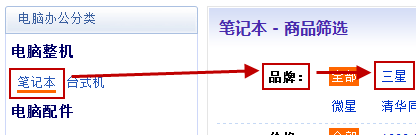 电脑办公分类
电脑整机
笔记本 台式机
电脑配件
笔记本 - 商品筛选
品牌： 全部 三星
微星 清华同